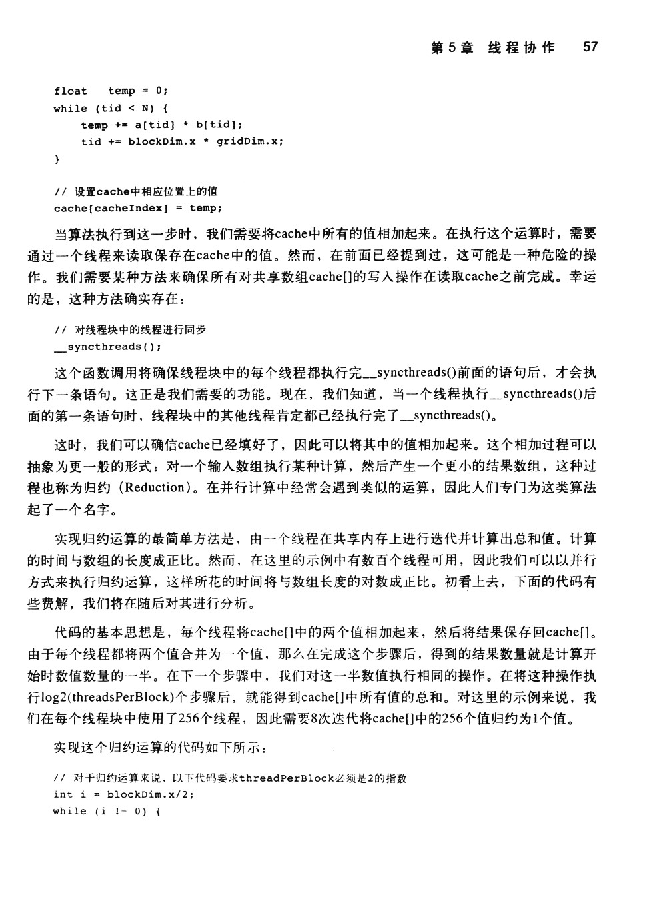 第5章 线程协作 57
float temp = 0;
while (tid < N) {
temp += a[tid] * b[tid];
tid += blockDim.x * gridDim.x;
}
// 设置cache中相应位置上的值
cache[cacheIndex] = temp;
当算法执行到这一步时，我们需要将cache中所有的值相加起来。在执行这个运算时，需要
通过一个线程来读取保存在cache中的值。然而，在前面已经提到过，这可能是一种危险的操
作。我们需要某种方法来确保所有对共享数组cache[]的写入操作在读取cache之前完成。幸运
的是，这种方法确实存在：
// 对线程块中的线程进行同步
__syncthreads();
这个函数调用将确保线程块中的每个线程都执行完__syncthreads()前面的语句后，才会执
行下一条语句。这正是我们需要的功能。现在，我们知道，当一个线程执行__syncthreads()后
面的第一条语句时，线程块中的其他线程肯定都已经执行完了__syncthreads()。
这时，我们可以确信cache已经填好了，因此可以将其中的值相加起来。这个相加过程可以
抽象为更一般的形式：对一个输入数组执行某种计算，然后产生一个更小的结果数组，这种过
程也称为归约（Reduction）。在并行计算中经常会遇到类似的运算，因此人们专门为这类算法
起了一个名字。
实现归约运算的最简单方法是，由一个线程在共享内存上进行迭代并计算出总和值。计算
的时间与数组的长度成正比。然而，在这里的示例中有数百个线程可用，因此我们可以以并行
方式来执行归约运算，这样所花的时间将与数组长度的对数成正比。初看上去，下面的代码有
些费解，我们将在随后对其进行分析。
代码的基本思想是，每个线程将cache[]中的两个值相加起来，然后将结果保存回cache[]。
由于每个线程都将两个值合并为一个值，那么在完成这个步骤后，得到的结果数量就是计算开
始时数值数量的一半。在下一个步骤中，我们对这一半数值执行相同的操作。在将这种操作执
行log2(threadsPerBlock)个步骤后，就能得到cache[]中所有值的总和。对这里的示例来说，我
们在每个线程块中使用了256个线程，因此需要8次迭代将cache[]中的256个值归约为1个值。
实现这个归约运算的代码如下所示：
// 对于归约运算来说，以下代码要求threadPerBlock必须是2的指数
int i = blockDim.x/2;
while (i != 0) {